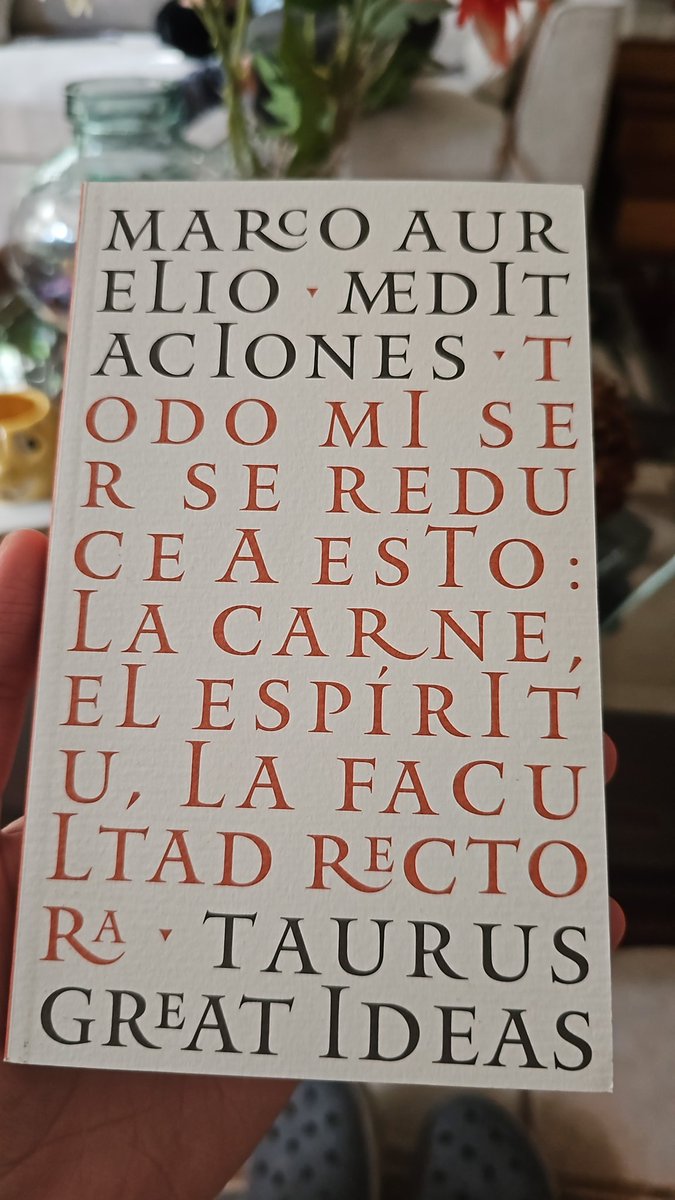 MARCO AUR
ELIO ▾ MEDIT
ACIONES ▾ T
ODO MI SE
R SE REDU
CE A ESTO:
LA CARNE,
EL ESPÍRIT
U, LA FACU
LTAD RECTO
RA ▾ TAURUS
GREAT IDEAS